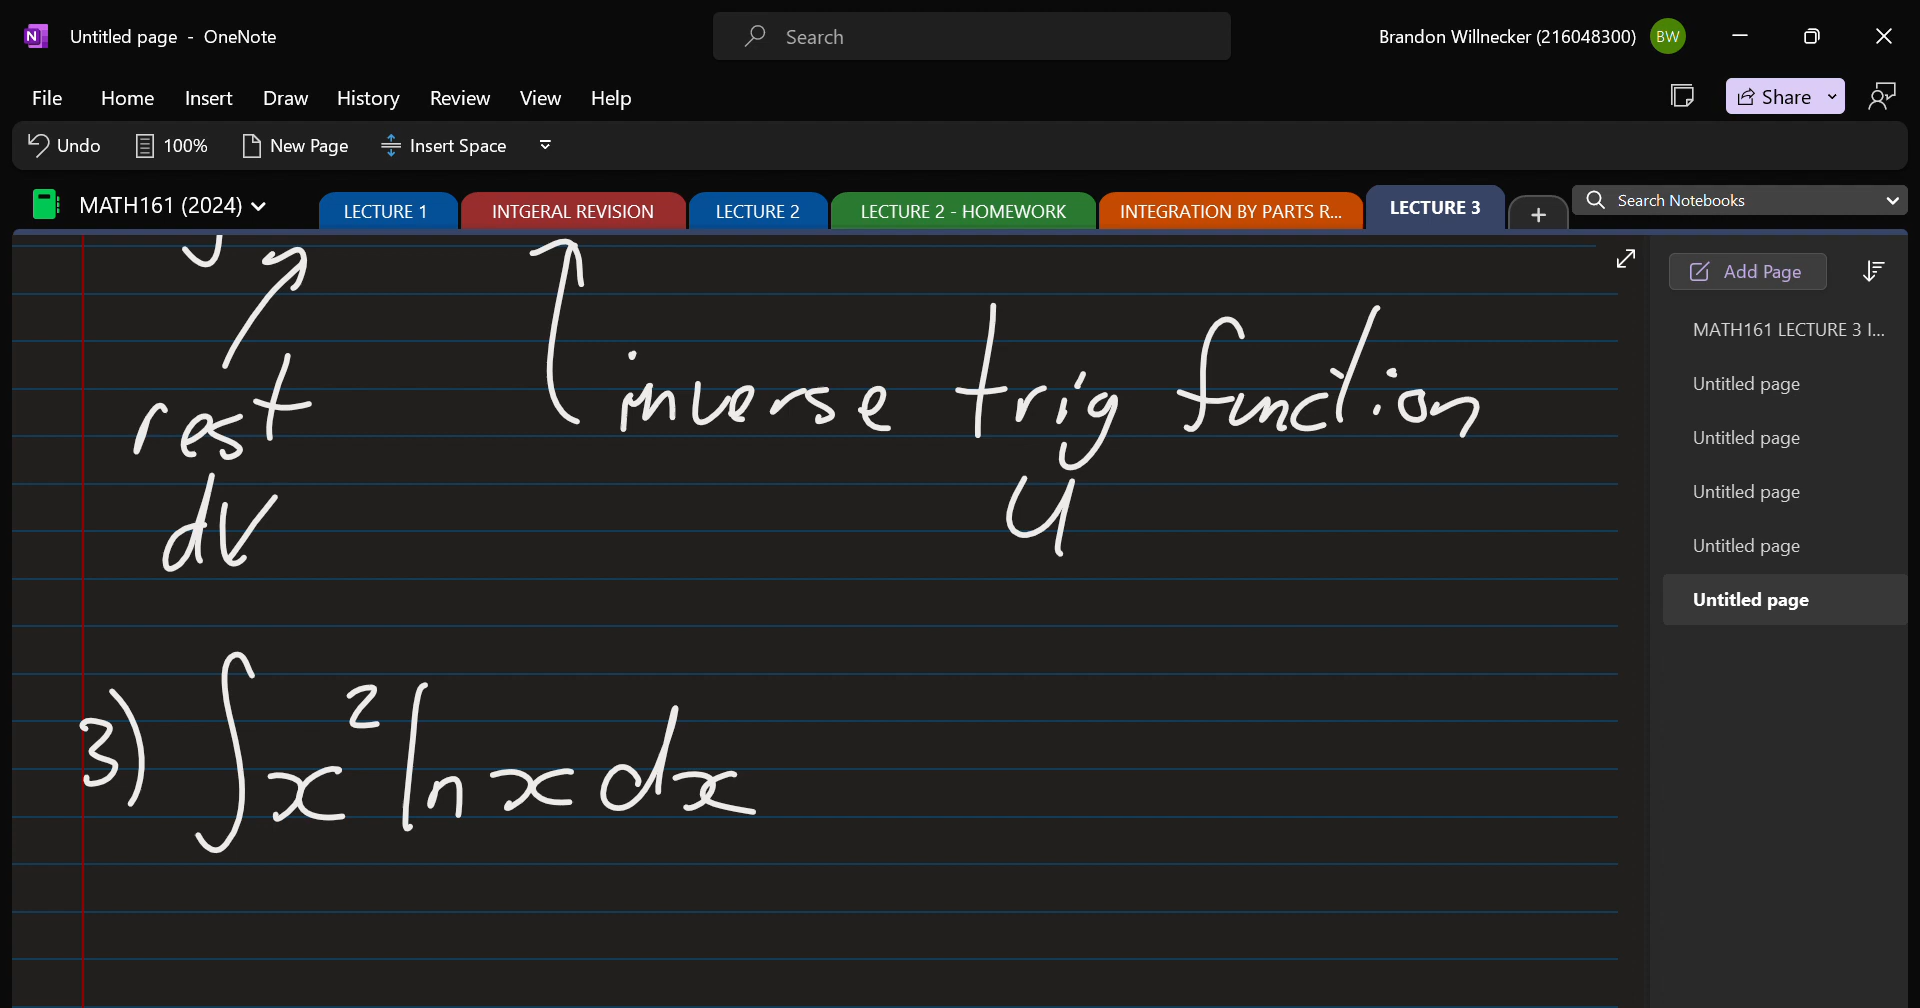 Untitled page - OneNote
Search
Brandon Willnecker (216048300)
BW
File Home Insert Draw History Review View Help
Share
Undo 100% New Page Insert Space
MATH161 (2024)
LECTURE 1
INTGERAL REVISION
LECTURE 2
LECTURE 2 - HOMEWORK
INTEGRATION BY PARTS R...
LECTURE 3
+
Search Notebooks
Add Page
MATH161 LECTURE 3 I...
Untitled page
Untitled page
Untitled page
Untitled page
Untitled page
inverse trig function
rest
u
dv
3) ∫x² ln x dx